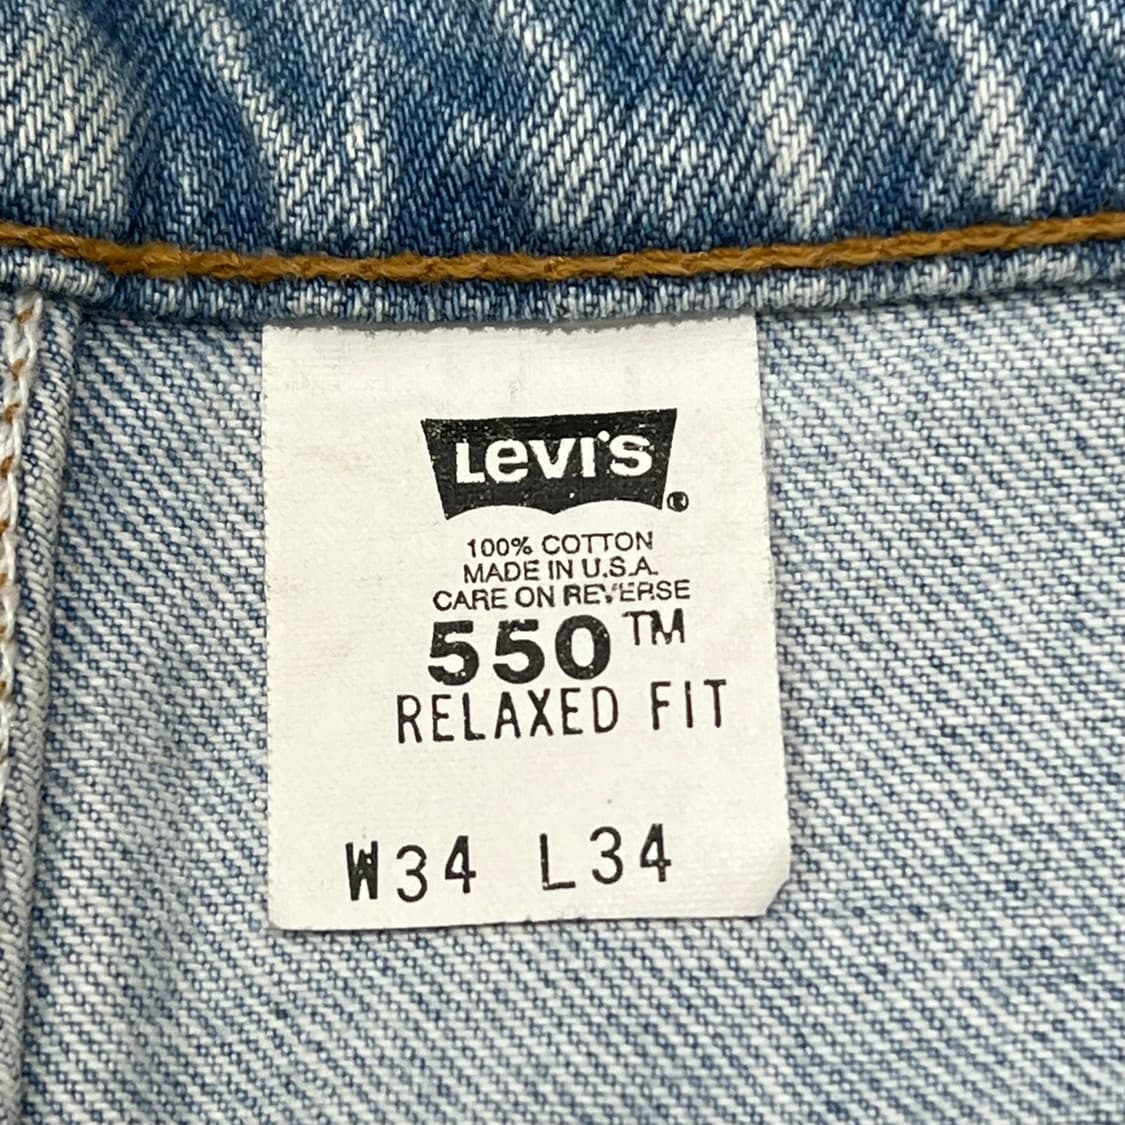 Levi's®
100% COTTON
MADE IN U.S.A.
CARE ON REVERSE
550™
RELAXED FIT
W34 L34